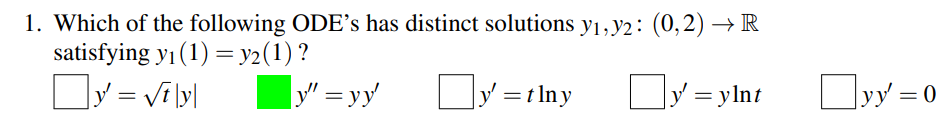 1. Which of the following ODE's has distinct solutions y₁, y₂ : (0,2) → ℝ
satisfying y₁(1) = y₂(1) ?
y′ = √t |y| y″ = yy′ y′ = t ln y y′ = y ln t yy′ = 0